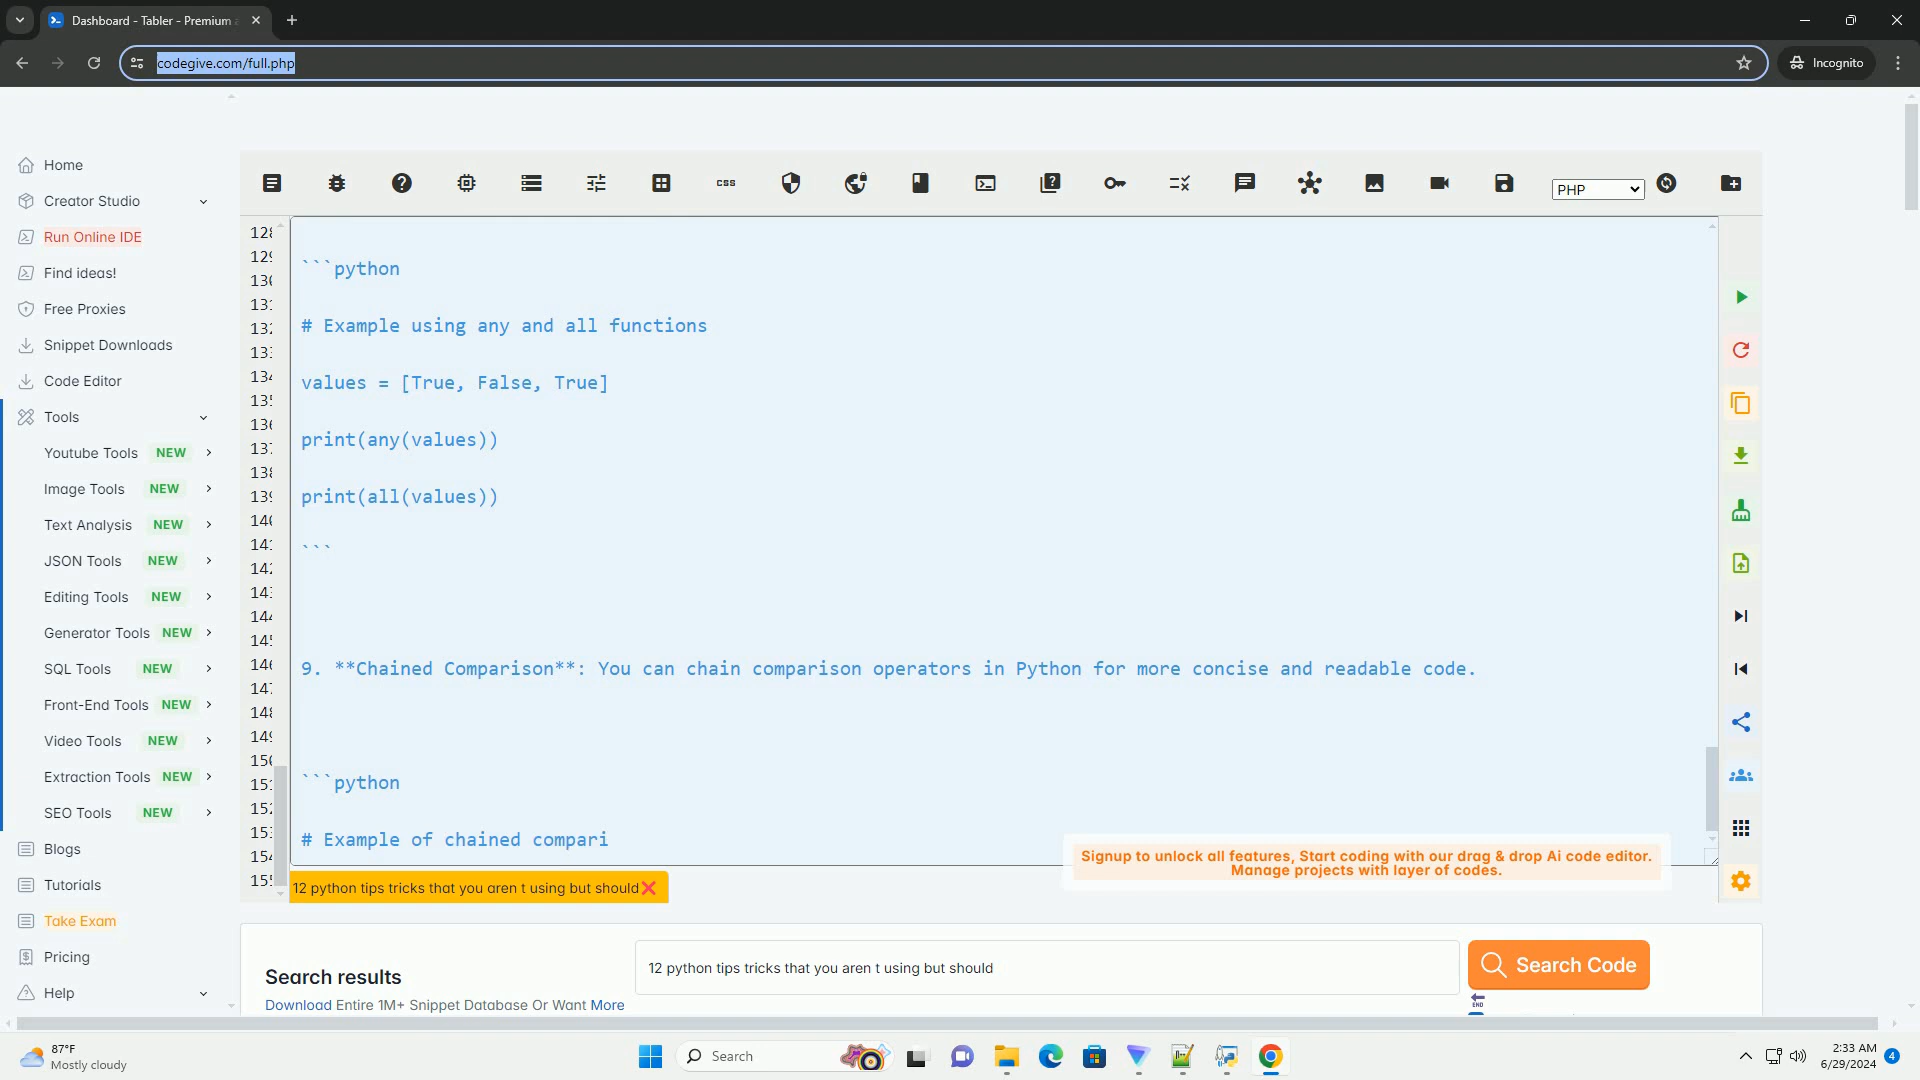 Dashboard - Tabler - Premium
codegive.com/full.php
Incognito
Home
Creator Studio
Run Online IDE
Find ideas!
Free Proxies
Snippet Downloads
Code Editor
Tools
Youtube Tools NEW
Image Tools NEW
Text Analysis NEW
JSON Tools NEW
Editing Tools NEW
Generator Tools NEW
SQL Tools NEW
Front-End Tools NEW
Video Tools NEW
Extraction Tools NEW
SEO Tools NEW
Blogs
Tutorials
Take Exam
Pricing
Help
css
PHP
```python
# Example using any and all functions
values = [True, False, True]
print(any(values))
print(all(values))
```
9. **Chained Comparison**: You can chain comparison operators in Python for more concise and readable code.
```python
# Example of chained compari
Signup to unlock all features, Start coding with our drag & drop Ai code editor.
Manage projects with layer of codes.
12 python tips tricks that you aren t using but should
Search results
12 python tips tricks that you aren t using but should
Search Code
Download Entire 1M+ Snippet Database Or Want More
END
87°F
Mostly cloudy
Search
2:33 AM
6/29/2024
4